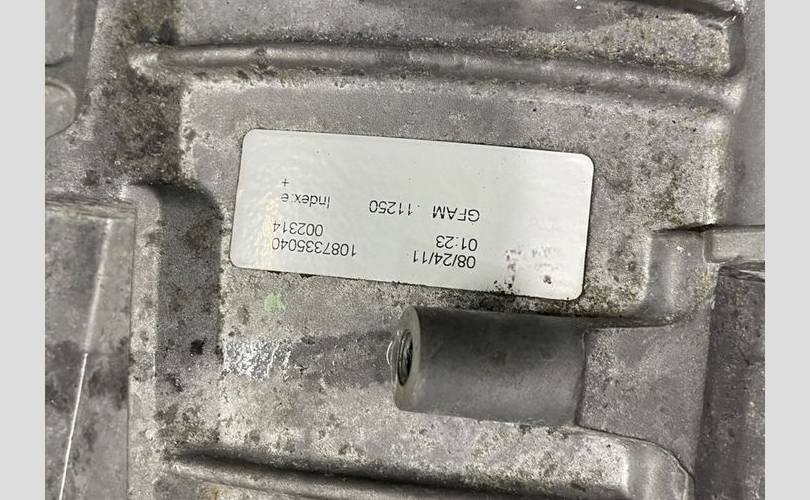 08/24/11 1087335040
01:23 002314
GFAM .11250 Index:e
+